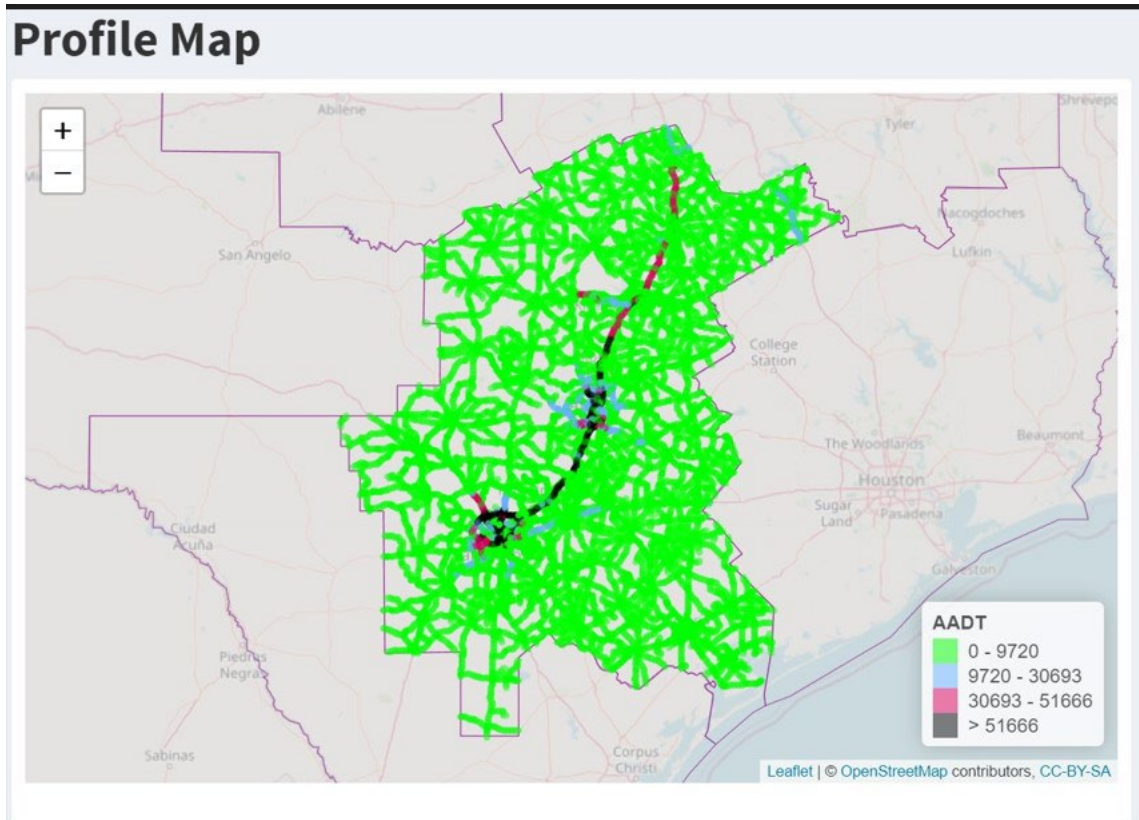 Profile Map
+
−
Abilene
Tyler
Nacogdoches
Lufkin
San Angelo
College
Station
The Woodlands
Beaumont
Houston
Sugar
Land
Pasadena
Ciudad
Acuña
Galveston
Piedras
Negras
Sabinas
Corpus
Christi
AADT
0 - 9720
9720 - 30693
30693 - 51666
> 51666
Leaflet | © OpenStreetMap contributors, CC-BY-SA